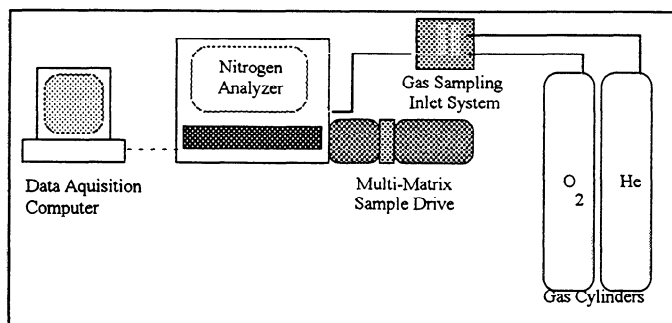 Nitrogen
Analyzer
Gas Sampling
Inlet System
Data Aquisition
Computer
Multi-Matrix
Sample Drive
O
2
He
Gas Cylinders